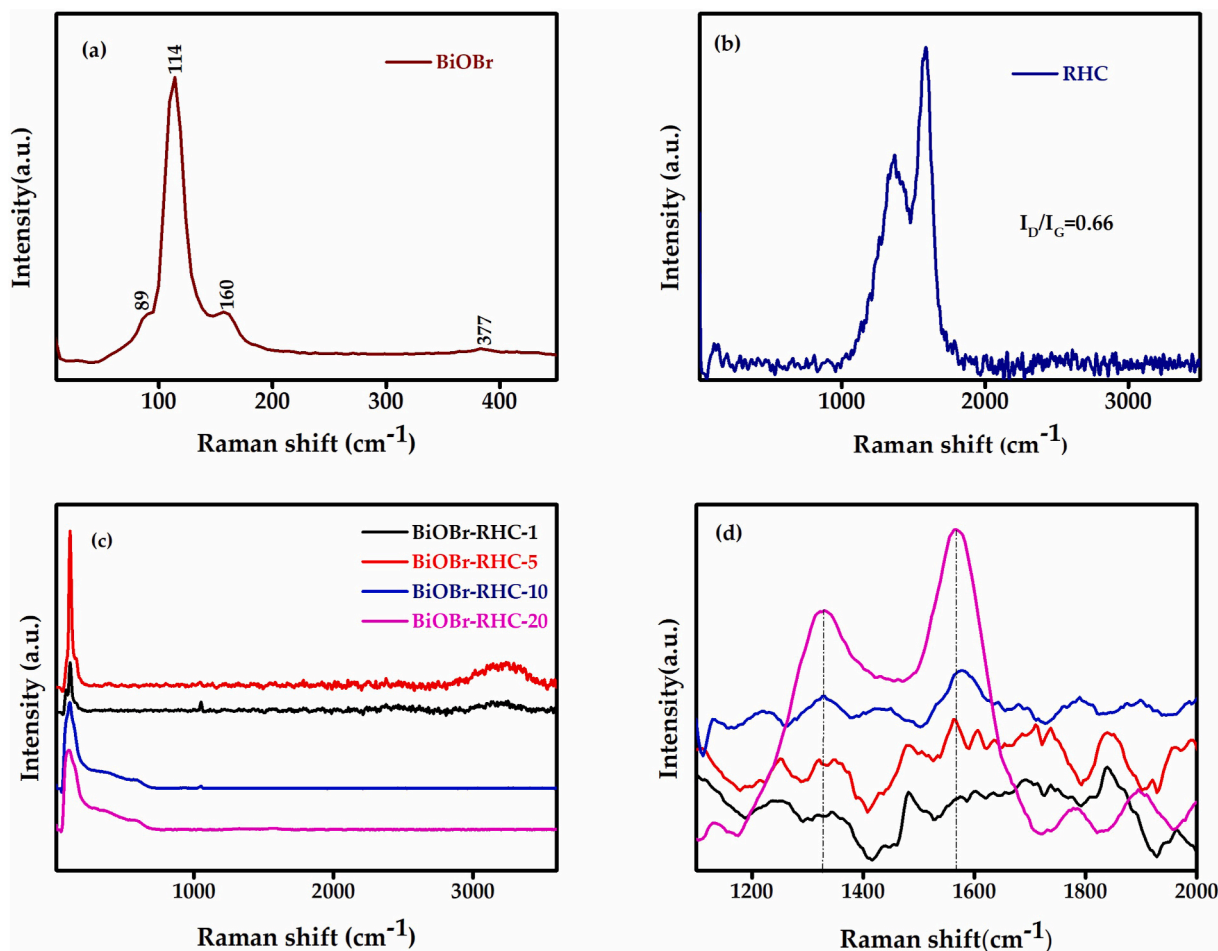 (a)
BiOBr
89
114
160
377
Intensity(a.u.)
100
200
300
400
Raman shift (cm-1)
(b)
RHC
ID/IG=0.66
Intensity (a.u.)
1000
2000
3000
Raman shift (cm-1)
(c)
BiOBr-RHC-1
BiOBr-RHC-5
BiOBr-RHC-10
BiOBr-RHC-20
Intensity (a.u.)
1000
2000
3000
Raman shift (cm-1)
(d)
Intensity(a.u.)
1200
1400
1600
1800
2000
Raman shift(cm-1)